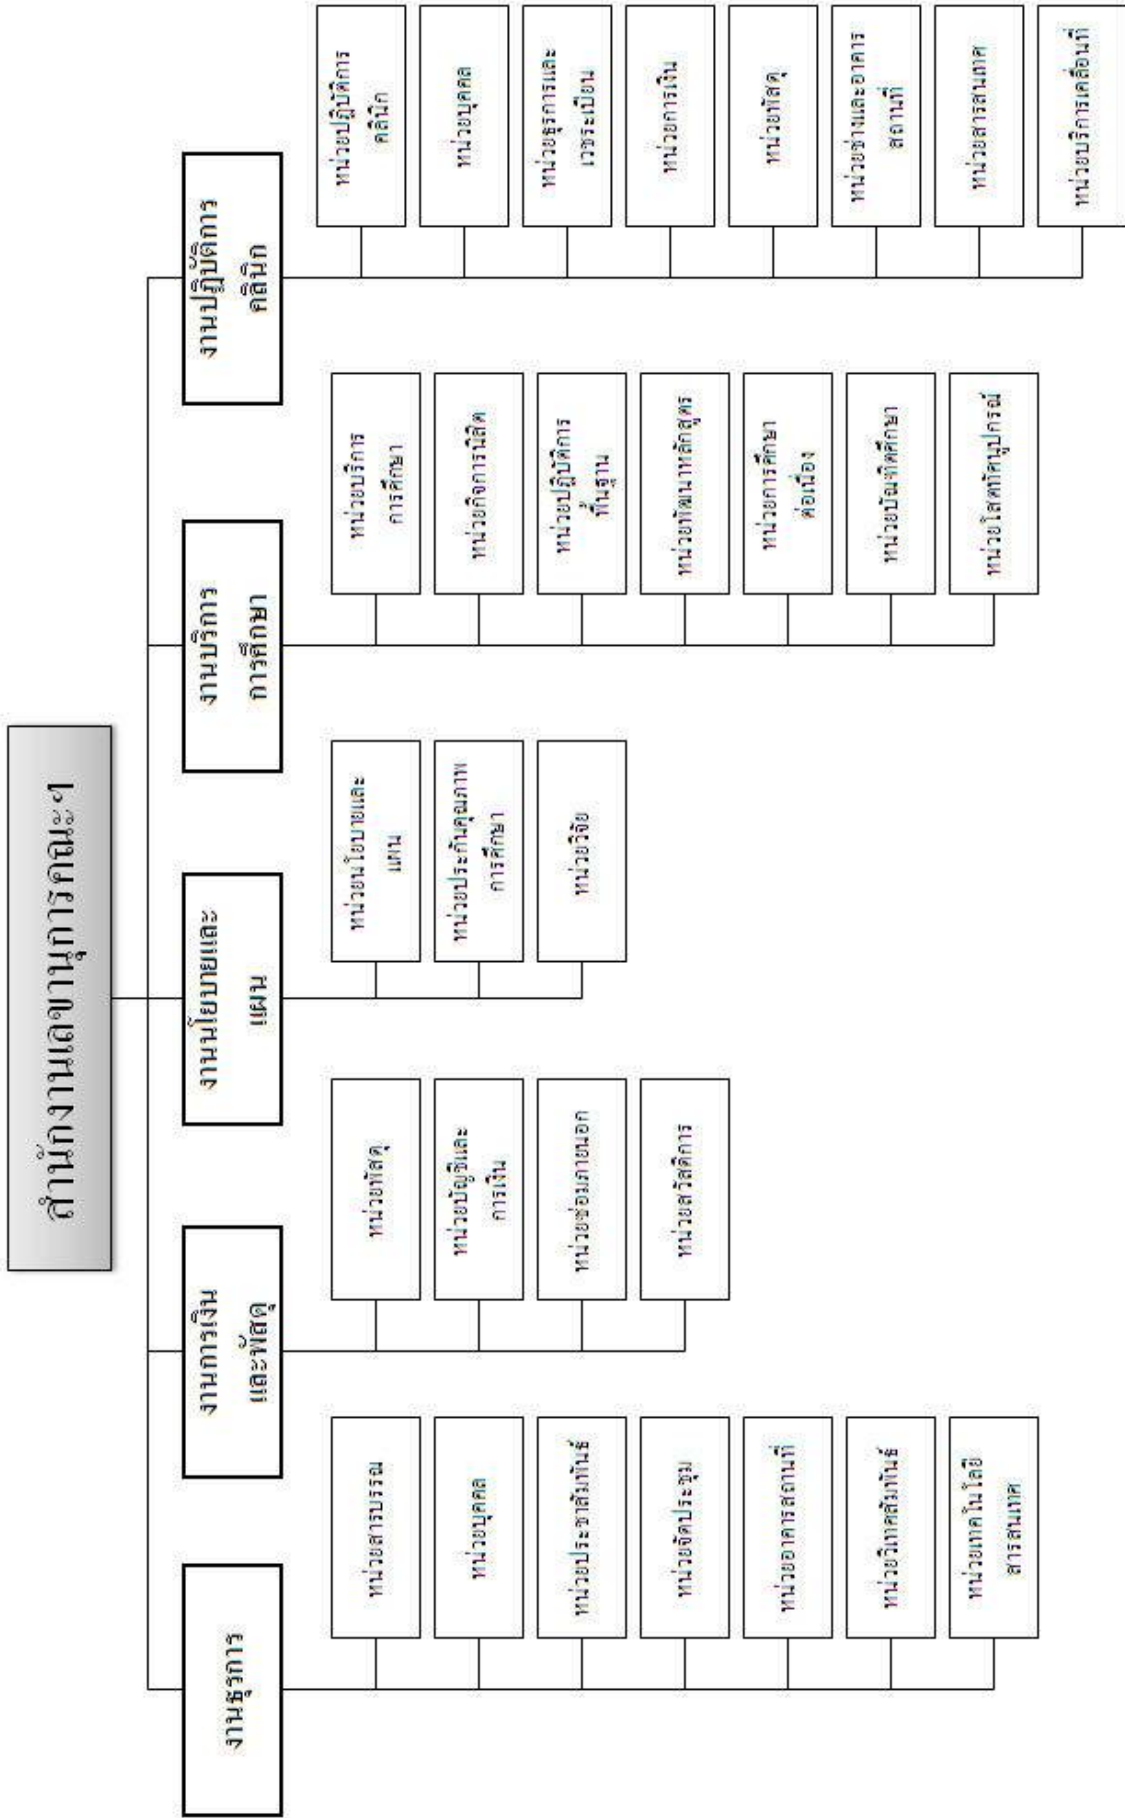 สำนักงานเลขานุการคณะฯ
งานธุรการ
หน่วยสารบรรณ
หน่วยบุคคล
หน่วยประชาสัมพันธ์
หน่วยจัดประชุม
หน่วยอาคารสถานที่
หน่วยวิเทศสัมพันธ์
หน่วยเทคโนโลยี
สารสนเทศ
งานการเงิน
และพัสดุ
หน่วยพัสดุ
หน่วยบัญชีและ
การเงิน
หน่วยซ่อมภายนอก
หน่วยสวัสดิการ
งานนโยบายและ
แผน
หน่วยนโยบายและ
แผน
หน่วยประกันคุณภาพ
การศึกษา
หน่วยวิจัย
งานบริการ
การศึกษา
หน่วยบริการ
การศึกษา
หน่วยกิจการนิสิต
หน่วยปฏิบัติการ
พื้นฐาน
หน่วยพัฒนาหลักสูตร
หน่วยการศึกษา
ต่อเนื่อง
หน่วยบัณฑิตศึกษา
หน่วยโสตทัศนูปกรณ์
งานปฏิบัติการ
คลินิก
หน่วยปฏิบัติการ
คลินิก
หน่วยบุคคล
หน่วยธุรการและ
เวชระเบียน
หน่วยการเงิน
หน่วยพัสดุ
หน่วยช่างและอาคาร
สถานที่
หน่วยสารสนเทศ
หน่วยบริการเคลื่อนที่